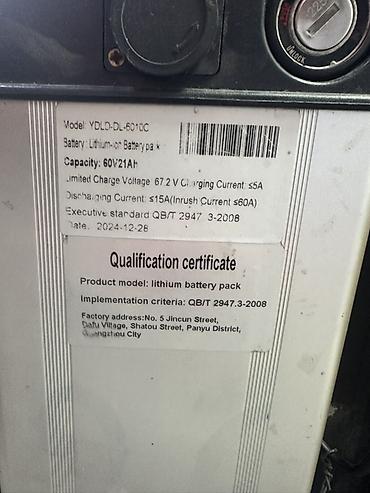 UNLOCK
Model: YDLD-DL-6010C
Battery: Lithium-ion Battery pa k
Capacity: 60V21Ah
Limited Charge Voltage 67.2 V Charging Current: ≤5A
Discharging Current: ≤15A(Inrush Current ≤60A)
Executive standard QB/T 2947 3-2008
Date: 2024-12-28
Qualification certificate
Product model: lithium battery pack
Implementation criteria: QB/T 2947.3-2008
Factory address:No. 5 Jincun Street,
Dafu Village, Shatou Street, Panyu District,
Guangzhou City